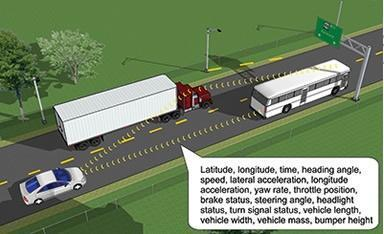 Latitude, longitude, time, heading angle,
speed, lateral acceleration, longitude
acceleration, yaw rate, throttle position,
brake status, steering angle, headlight
status, turn signal status, vehicle length,
vehicle width, vehicle mass, bumper height